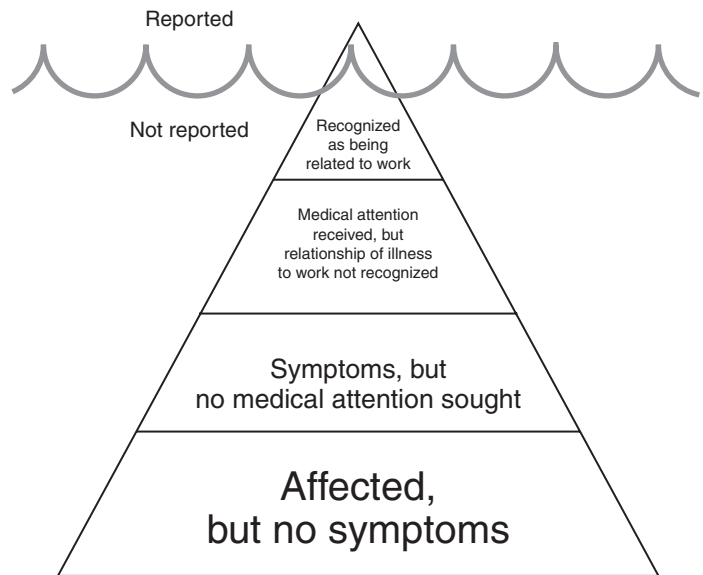 Reported
Not reported
Recognized
as being
related to work
Medical attention
received, but
relationship of illness
to work not recognized
Symptoms, but
no medical attention sought
Affected,
but no symptoms